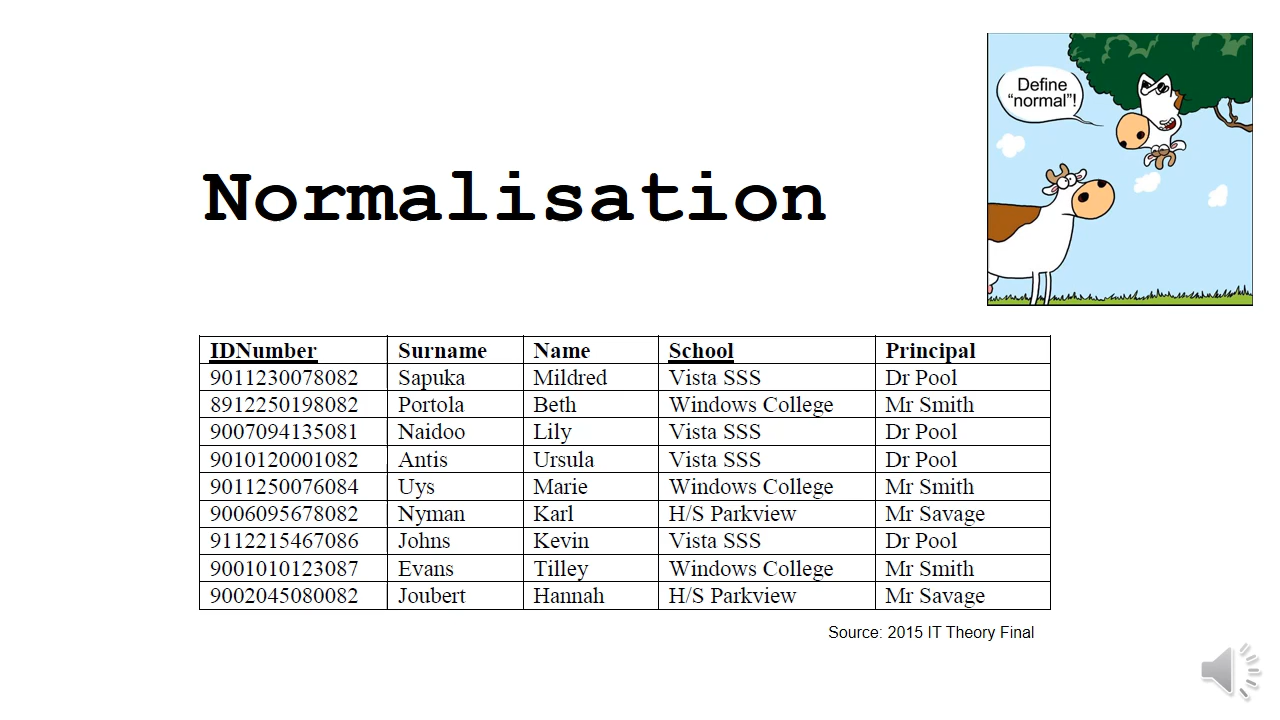 Define
"normal"!
Normalisation
IDNumber Surname Name School Principal
9011230078082 Sapuka Mildred Vista SSS Dr Pool
8912250198082 Portola Beth Windows College Mr Smith
9007094135081 Naidoo Lily Vista SSS Dr Pool
9010120001082 Antis Ursula Vista SSS Dr Pool
9011250076084 Uys Marie Windows College Mr Smith
9006095678082 Nyman Karl H/S Parkview Mr Savage
9112215467086 Johns Kevin Vista SSS Dr Pool
9001010123087 Evans Tilley Windows College Mr Smith
9002045080082 Joubert Hannah H/S Parkview Mr Savage
Source: 2015 IT Theory Final